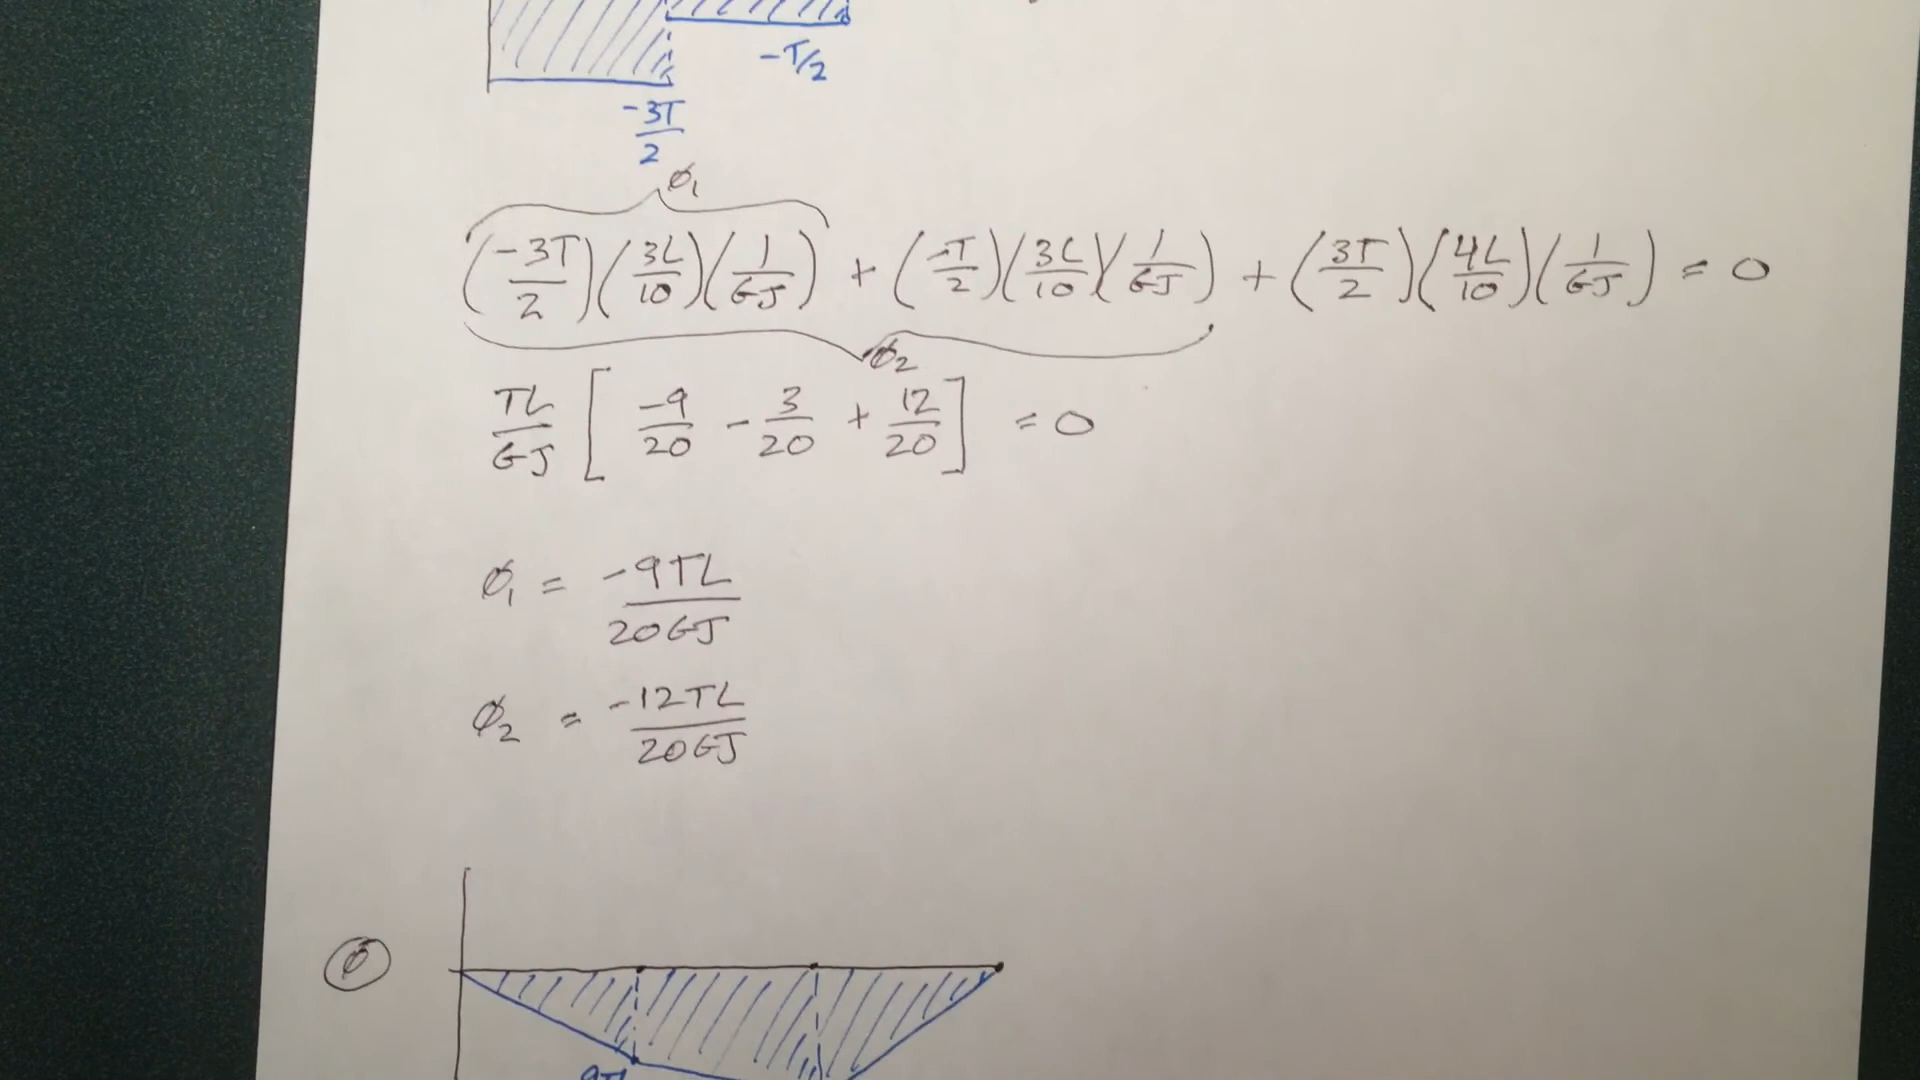 -T/2
-3T/2
ϕ₁
(-3T/2)(3L/10)(1/GJ) + (-T/2)(3L/10)(1/GJ) + (3T/2)(4L/10)(1/GJ) = 0
ϕ₂
TL/GJ [ -9/20 - 3/20 + 12/20 ] = 0
ϕ₁ = -9TL/20GJ
ϕ₂ = -12TL/20GJ
ϕ